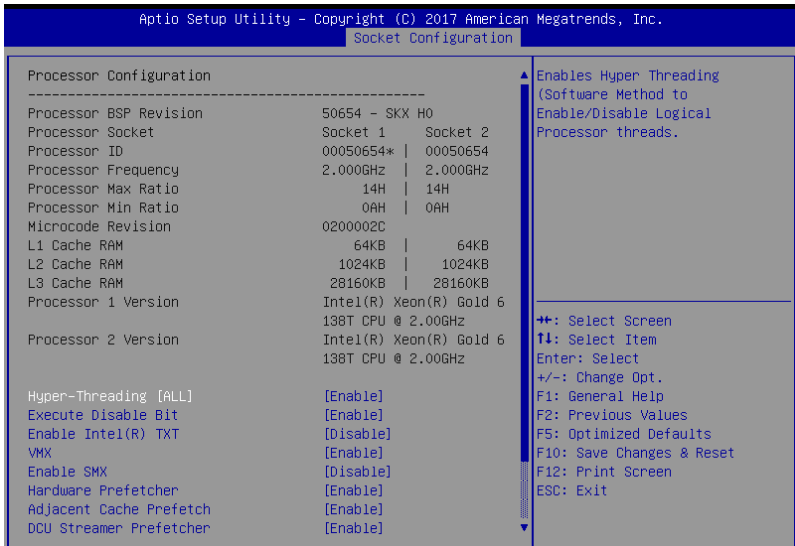 Aptio Setup Utility – Copyright (C) 2017 American Megatrends, Inc.
Socket Configuration
Processor Configuration
--------------------------------------------------
Processor BSP Revision 50654 - SKX H0
Processor Socket Socket 1 Socket 2
Processor ID 00050654* | 00050654
Processor Frequency 2.000GHz | 2.000GHz
Processor Max Ratio 14H | 14H
Processor Min Ratio 0AH | 0AH
Microcode Revision 0200002C
L1 Cache RAM 64KB | 64KB
L2 Cache RAM 1024KB | 1024KB
L3 Cache RAM 28160KB | 28160KB
Processor 1 Version Intel(R) Xeon(R) Gold 6
138T CPU @ 2.00GHz
Processor 2 Version Intel(R) Xeon(R) Gold 6
138T CPU @ 2.00GHz
Hyper-Threading [ALL] [Enable]
Execute Disable Bit [Enable]
Enable Intel(R) TXT [Disable]
VMX [Enable]
Enable SMX [Disable]
Hardware Prefetcher [Enable]
Adjacent Cache Prefetch [Enable]
DCU Streamer Prefetcher [Enable]
Enables Hyper Threading
(Software Method to
Enable/Disable Logical
Processor threads.
→←: Select Screen
↑↓: Select Item
Enter: Select
+/-: Change Opt.
F1: General Help
F2: Previous Values
F5: Optimized Defaults
F10: Save Changes & Reset
F12: Print Screen
ESC: Exit